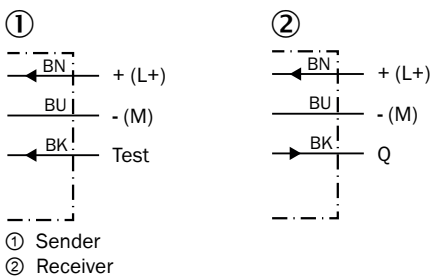 ① ②
BN + (L+) BN + (L+)
BU - (M) BU - (M)
BK Test BK Q
① Sender
② Receiver